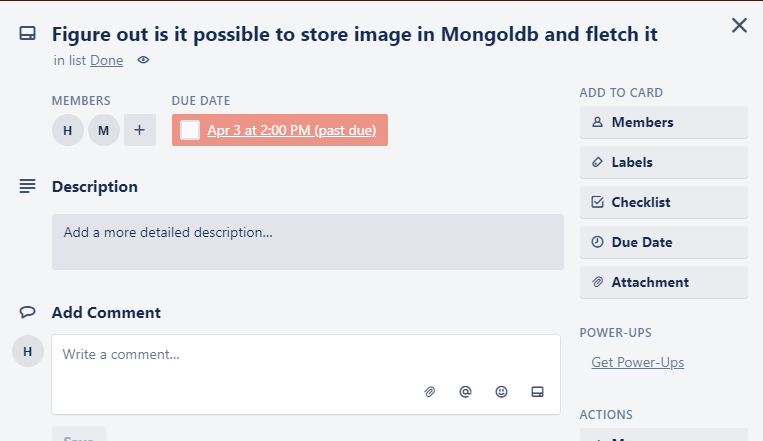 Figure out is it possible to store image in Mongoldb and fletch it
in list Done
MEMBERS
DUE DATE
H M +
Apr 3 at 2:00 PM (past due)
Description
Add a more detailed description...
Add Comment
H
Write a comment...
ADD TO CARD
Members
Labels
Checklist
Due Date
Attachment
POWER-UPS
Get Power-Ups
ACTIONS